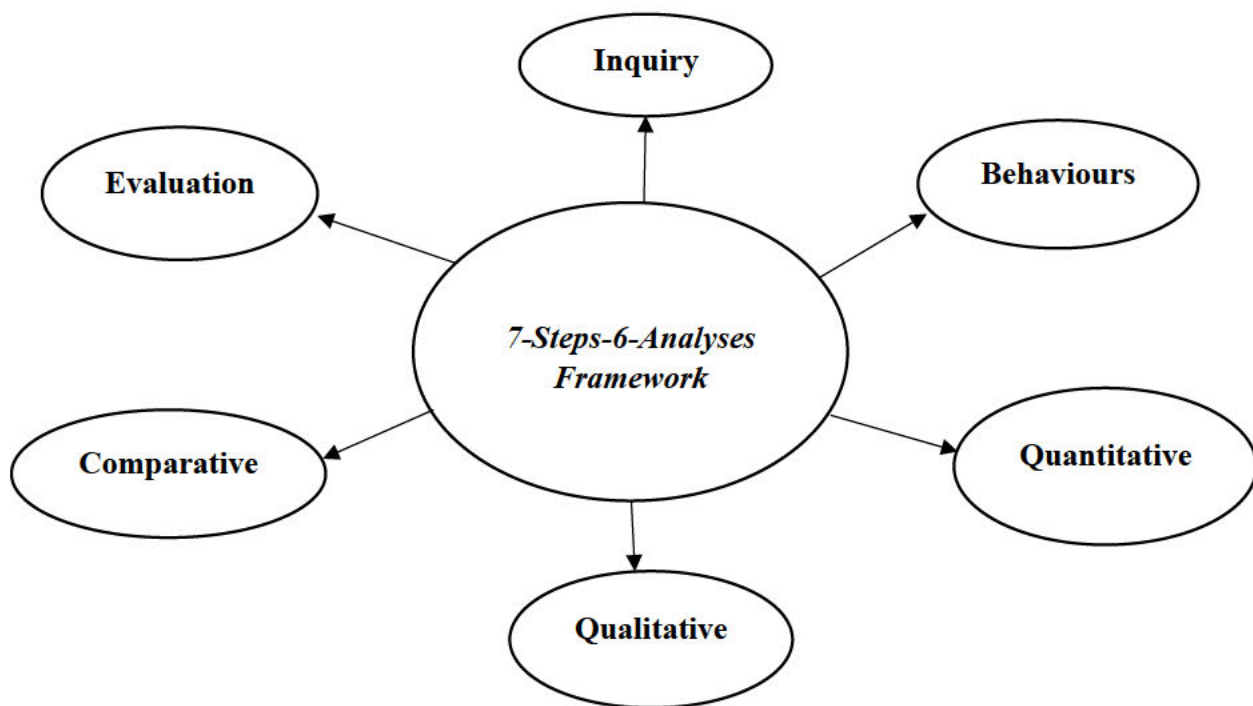 Inquiry
Evaluation
Behaviours
7-Steps-6-Analyses
Framework
Comparative
Quantitative
Qualitative